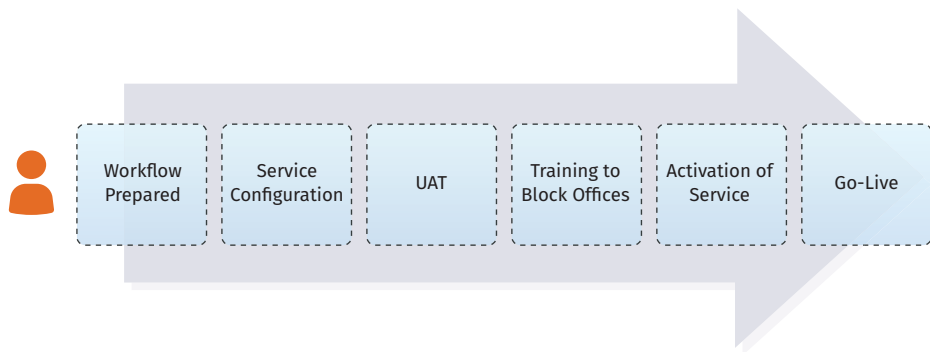 Workflow
Prepared
Service
Configuration
UAT
Training to
Block Offices
Activation of
Service
Go-Live